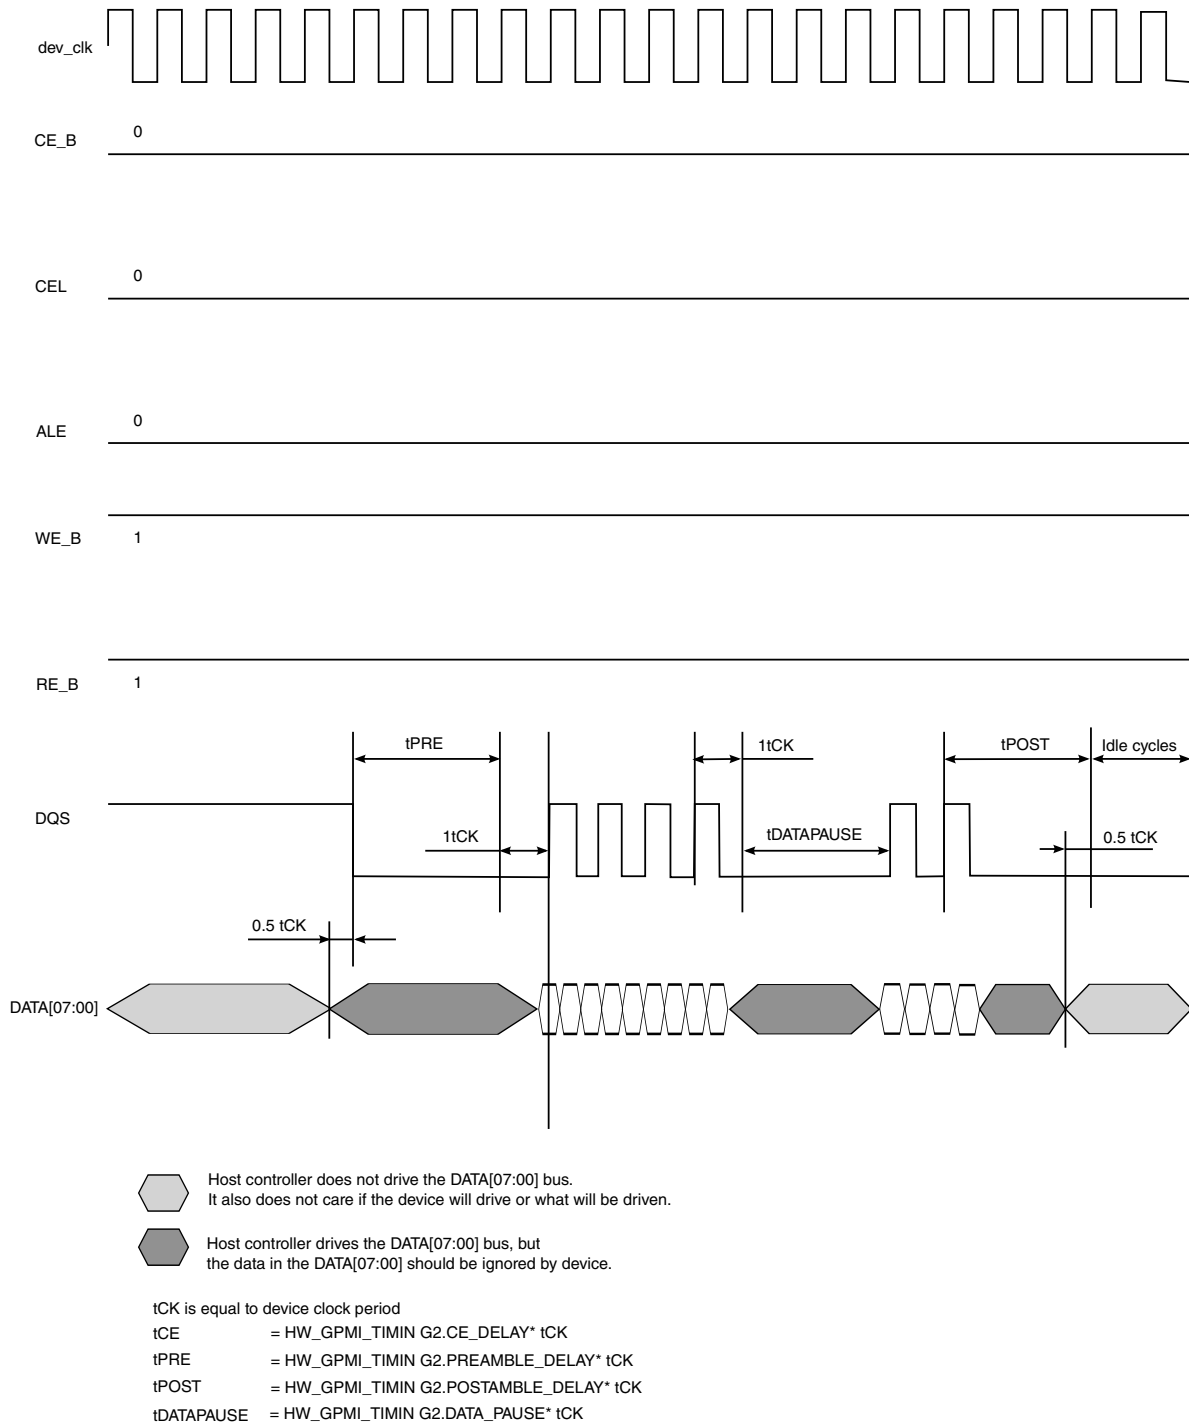 dev_clk
CE_B
0
CEL
0
ALE
0
WE_B
1
RE_B
1
tPRE
1tCK
tPOST
Idle cycles
DQS
1tCK
tDATAPAUSE
0.5 tCK
0.5 tCK
DATA[07:00]
Host controller does not drive the DATA[07:00] bus.
It also does not care if the device will drive or what will be driven.
Host controller drives the DATA[07:00] bus, but
the data in the DATA[07:00] should be ignored by device.
tCK is equal to device clock period
tCE = HW_GPMI_TIMIN G2.CE_DELAY* tCK
tPRE = HW_GPMI_TIMIN G2.PREAMBLE_DELAY* tCK
tPOST = HW_GPMI_TIMIN G2.POSTAMBLE_DELAY* tCK
tDATAPAUSE = HW_GPMI_TIMIN G2.DATA_PAUSE* tCK